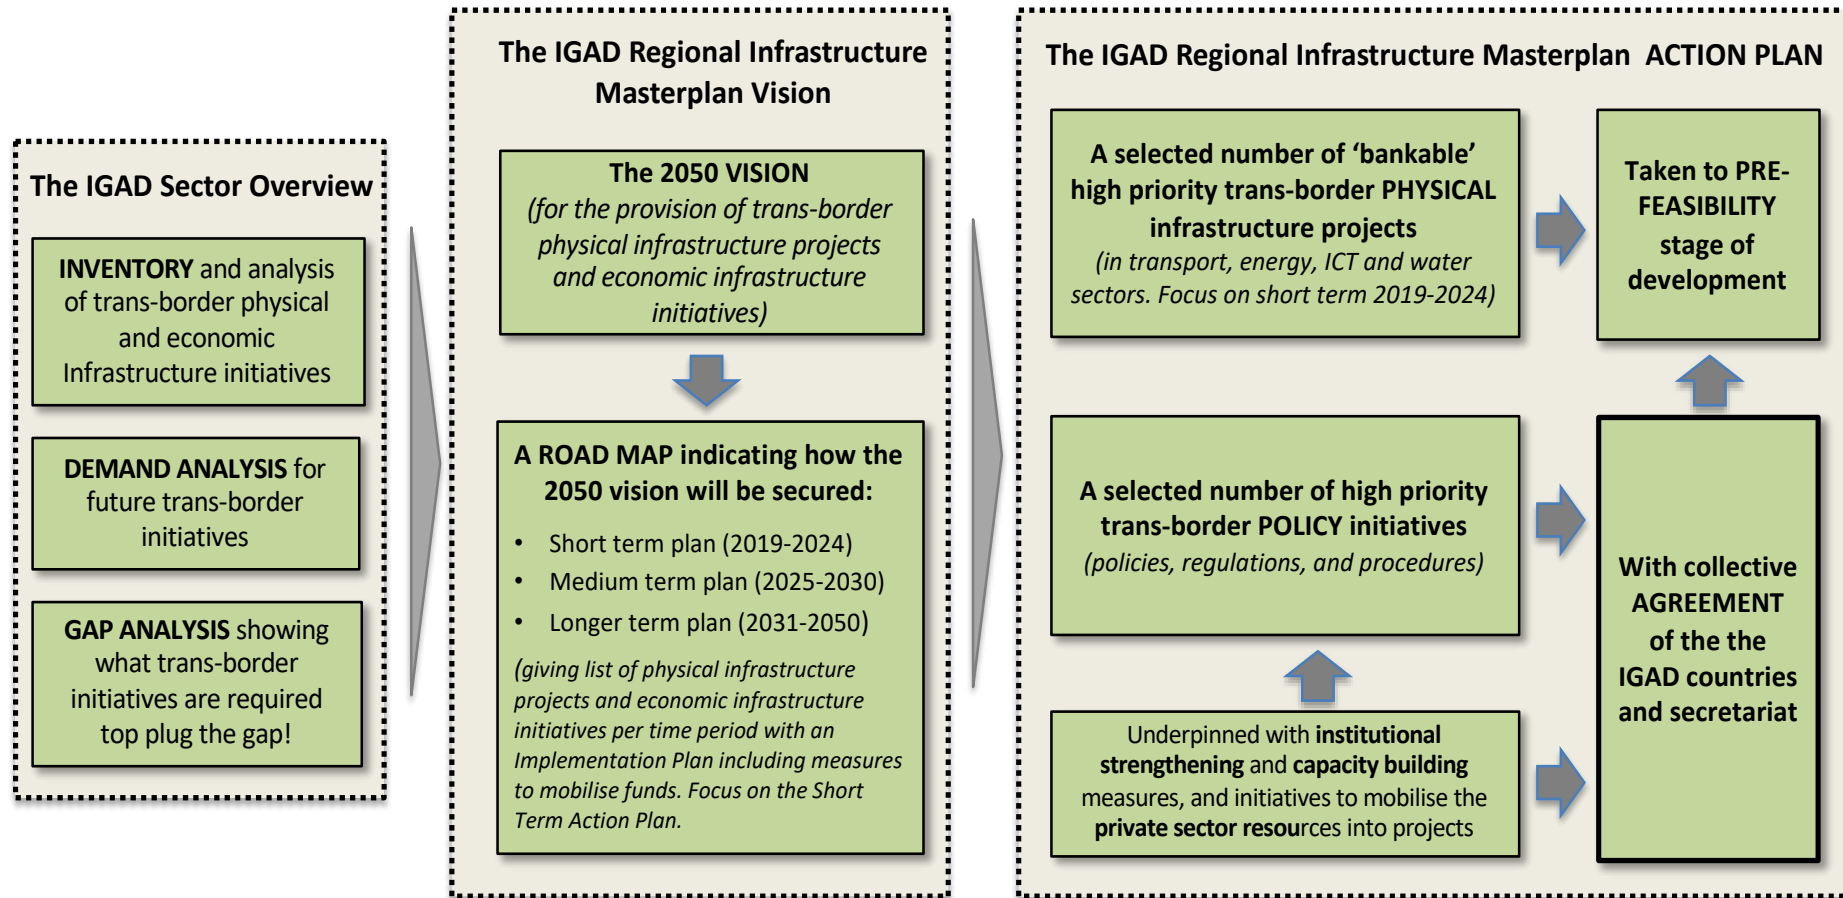 The IGAD Sector Overview
INVENTORY and analysis
of trans-border physical
and economic
Infrastructure initiatives
DEMAND ANALYSIS for
future trans-border
initiatives
GAP ANALYSIS showing
what trans-border
initiatives are required
top plug the gap!
The IGAD Regional Infrastructure
Masterplan Vision
The 2050 VISION
(for the provision of trans-border
physical infrastructure projects
and economic infrastructure
initiatives)
A ROAD MAP indicating how the
2050 vision will be secured:
• Short term plan (2019-2024)
• Medium term plan (2025-2030)
• Longer term plan (2031-2050)
(giving list of physical infrastructure
projects and economic infrastructure
initiatives per time period with an
Implementation Plan including measures
to mobilise funds. Focus on the Short
Term Action Plan.
The IGAD Regional Infrastructure Masterplan ACTION PLAN
A selected number of ‘bankable’
high priority trans-border PHYSICAL
infrastructure projects
(in transport, energy, ICT and water
sectors. Focus on short term 2019-2024)
Taken to PRE-
FEASIBILITY
stage of
development
A selected number of high priority
trans-border POLICY initiatives
(policies, regulations, and procedures)
Underpinned with institutional
strengthening and capacity building
measures, and initiatives to mobilise the
private sector resources into projects
With collective
AGREEMENT
of the the
IGAD countries
and secretariat